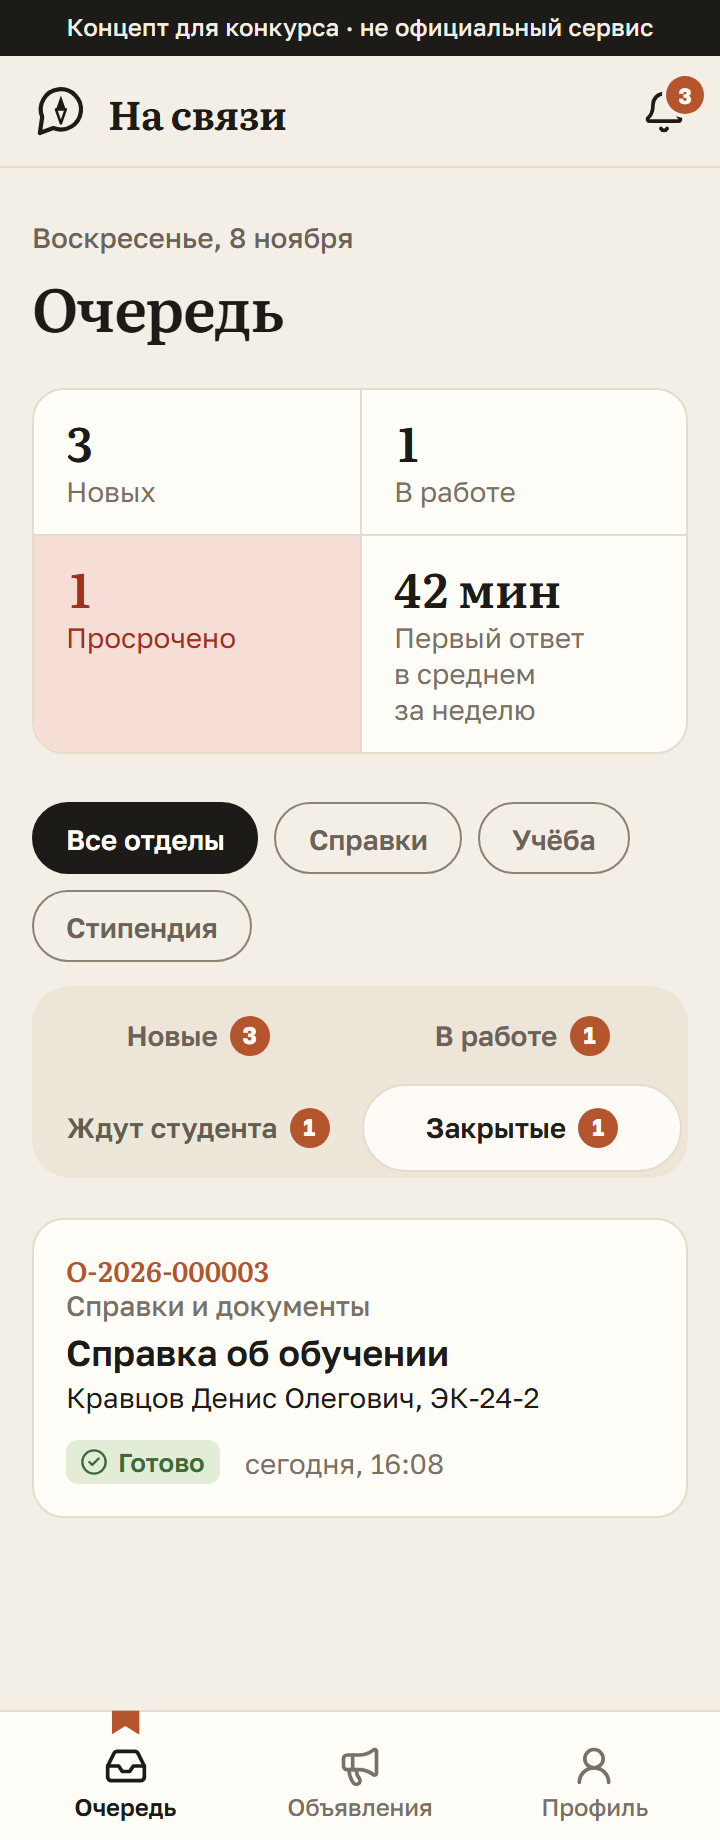 Концепт для конкурса · не официальный сервис
На связи
3
Воскресенье, 8 ноября
Очередь
3
Новых
1
В работе
1
Просрочено
42 мин
Первый ответ
в среднем
за неделю
Все отделы
Справки
Учёба
Стипендия
Новые 3
В работе 1
Ждут студента 1
Закрытые 1
О-2026-000003
Справки и документы
Справка об обучении
Кравцов Денис Олегович, ЭК-24-2
Готово
сегодня, 16:08
Очередь
Объявления
Профиль